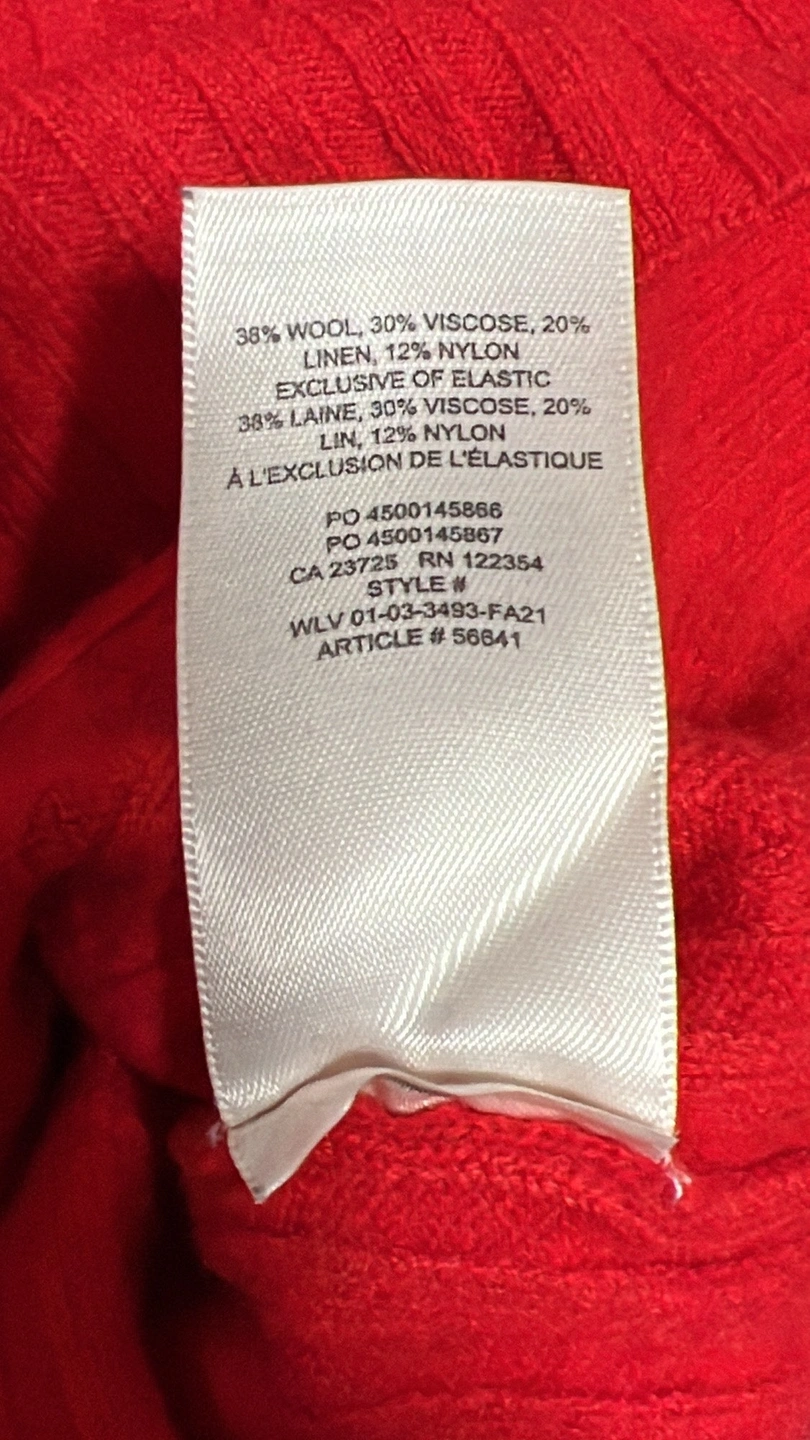 38% WOOL, 30% VISCOSE, 20%
LINEN, 12% NYLON
EXCLUSIVE OF ELASTIC
38% LAINE, 30% VISCOSE, 20%
LIN, 12% NYLON
À L'EXCLUSION DE L'ÉLASTIQUE
PO 4500145866
PO 4500145867
CA 23725 RN 122354
STYLE #
WLV 01-03-3493-FA21
ARTICLE # 56641